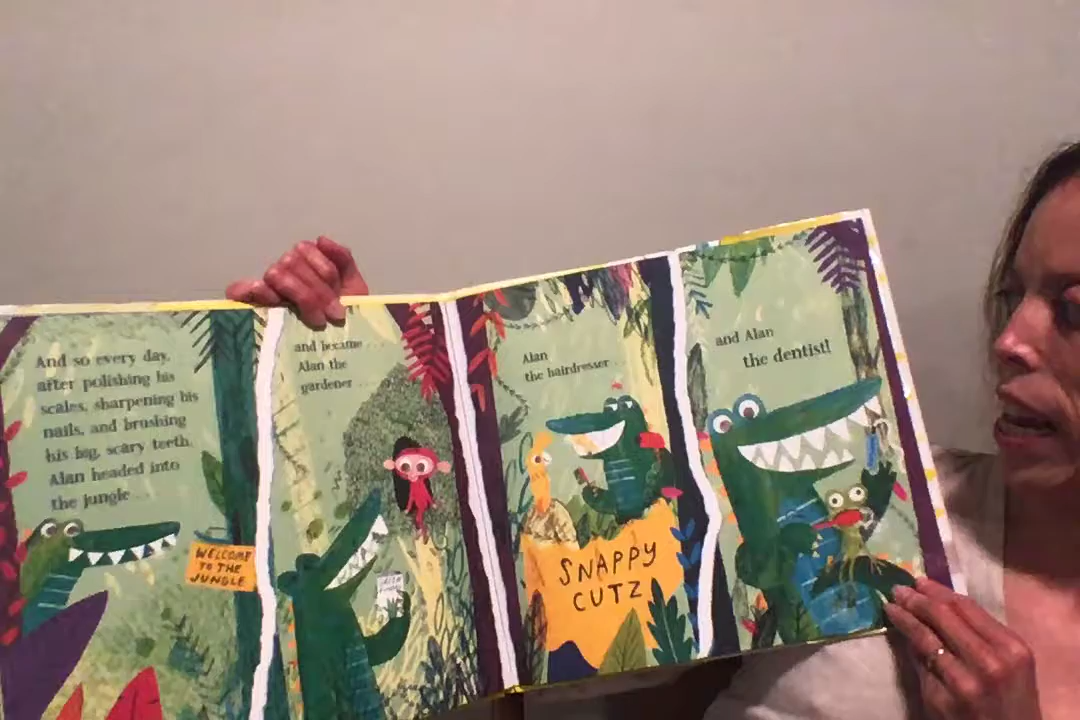 And so every day,
after polishing his
scales, sharpening his
nails, and brushing
his big, scary teeth,
Alan headed into
the jungle . . .
WELCOME
TO THE
JUNGLE
and became . . .
Alan the
gardener . . .
Alan
the hairdresser . . .
SNAPPY
CUTZ
and Alan
the dentist!